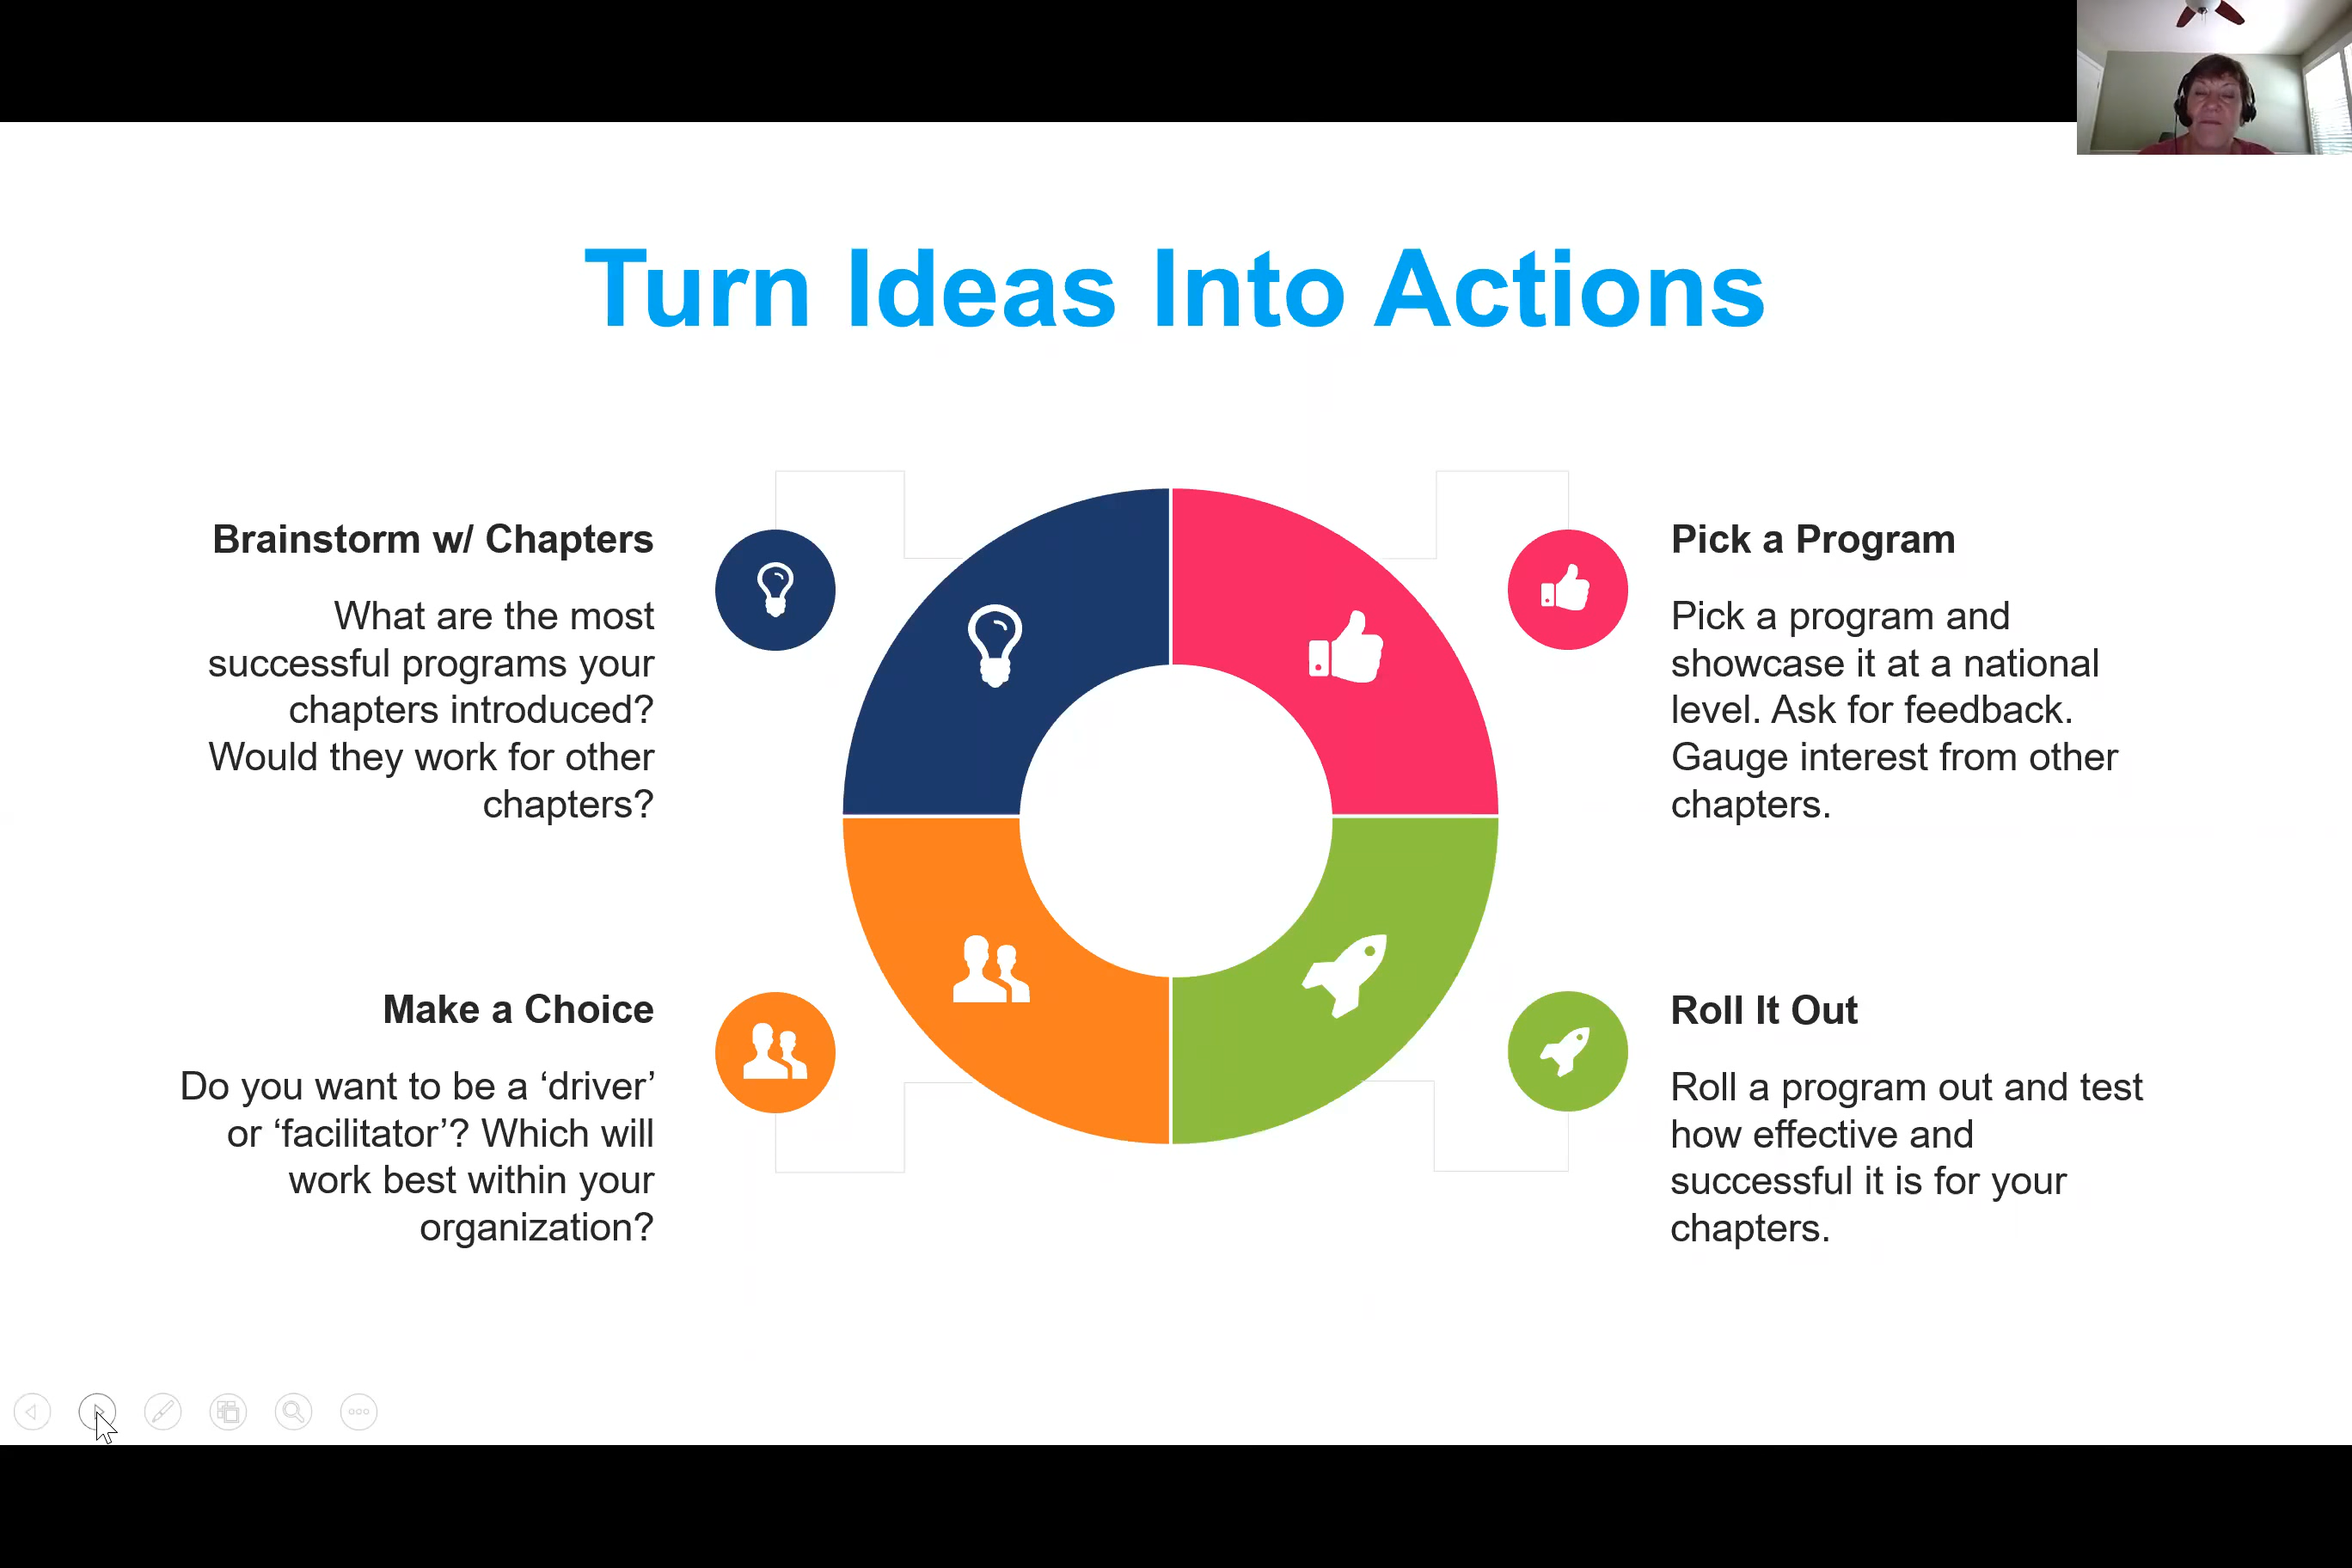 Turn Ideas Into Actions
Brainstorm w/ Chapters
What are the most
successful programs your
chapters introduced?
Would they work for other
chapters?
Pick a Program
Pick a program and
showcase it at a national
level. Ask for feedback.
Gauge interest from other
chapters.
Make a Choice
Do you want to be a ‘driver’
or ‘facilitator’? Which will
work best within your
organization?
Roll It Out
Roll a program out and test
how effective and
successful it is for your
chapters.